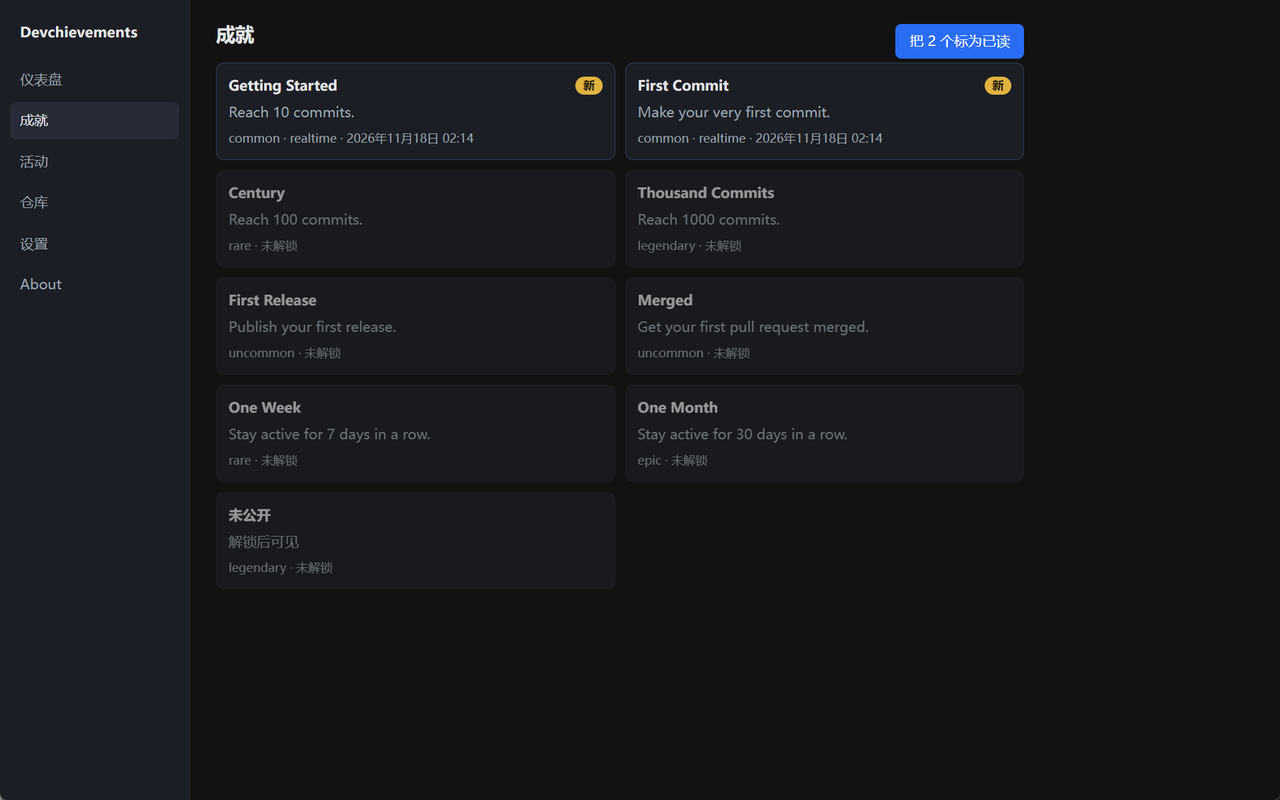 Devchievements
仪表盘
成就
活动
仓库
设置
About
成就
把 2 个标为已读
Getting Started
新
Reach 10 commits.
common · realtime · 2026年11月18日 02:14
First Commit
新
Make your very first commit.
common · realtime · 2026年11月18日 02:14
Century
Reach 100 commits.
rare · 未解锁
Thousand Commits
Reach 1000 commits.
legendary · 未解锁
First Release
Publish your first release.
uncommon · 未解锁
Merged
Get your first pull request merged.
uncommon · 未解锁
One Week
Stay active for 7 days in a row.
rare · 未解锁
One Month
Stay active for 30 days in a row.
epic · 未解锁
未公开
解锁后可见
legendary · 未解锁